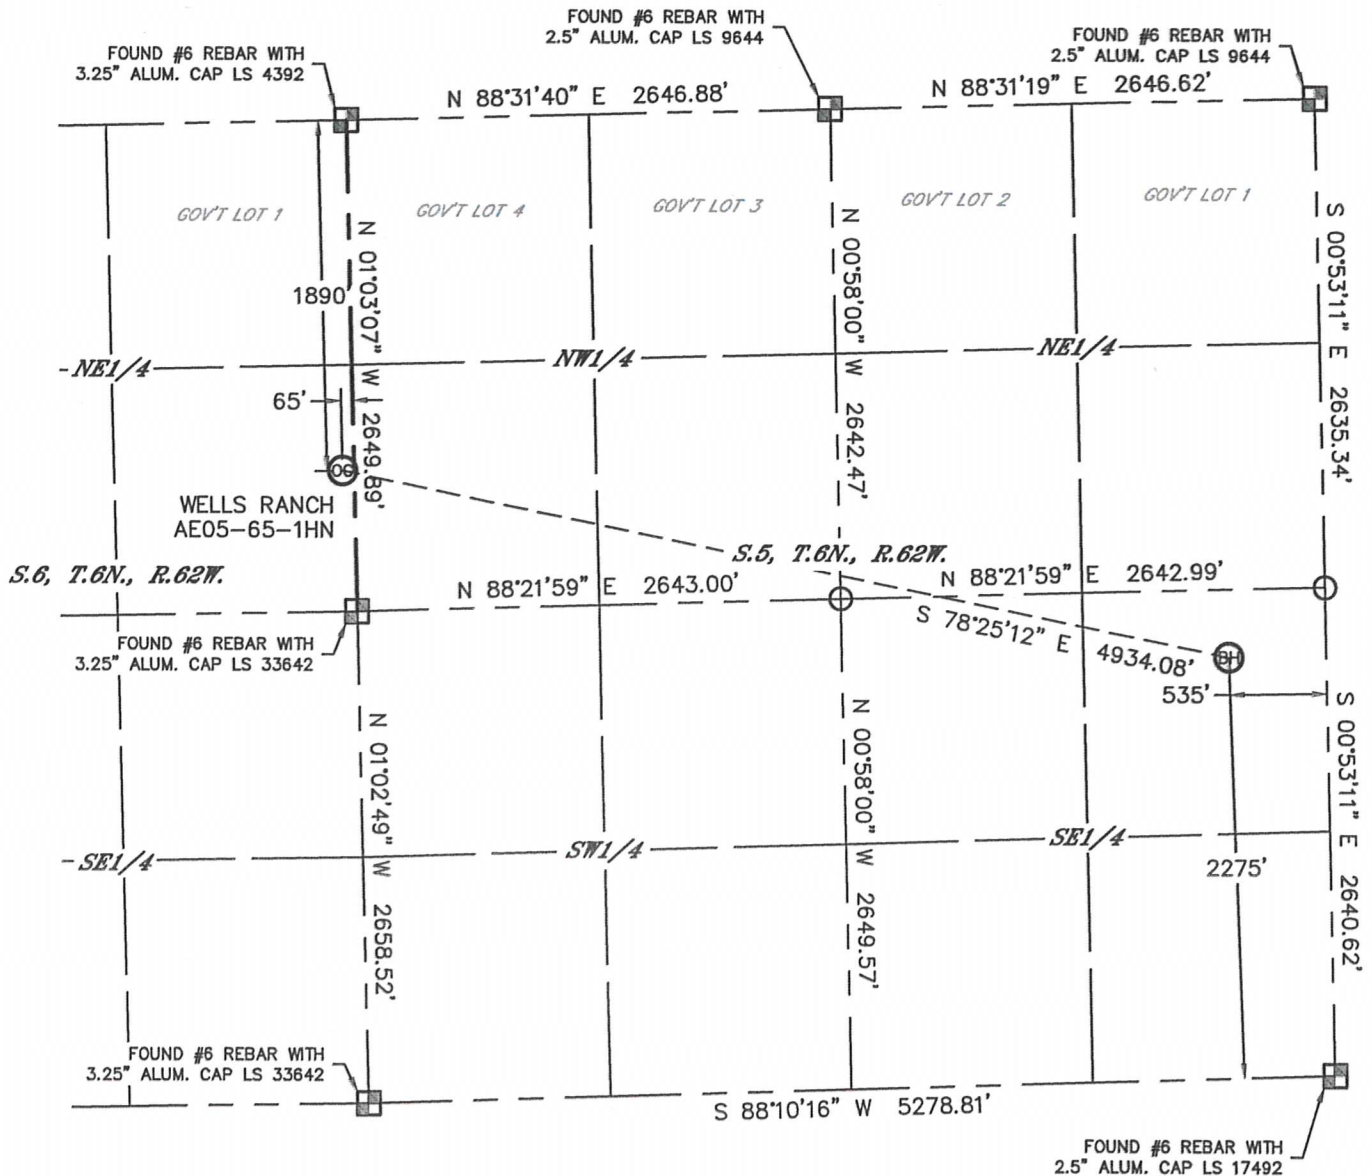 FOUND #6 REBAR WITH
2.5" ALUM. CAP LS 9644
FOUND #6 REBAR WITH
3.25" ALUM. CAP LS 4392
FOUND #6 REBAR WITH
2.5" ALUM. CAP LS 9644
N 88°31'40" E 2646.88'
N 88°31'19" E 2646.62'
GOV'T LOT 1
GOV'T LOT 4
GOV'T LOT 3
GOV'T LOT 2
GOV'T LOT 1
N 01°03'07" W 2649.89'
N 00°58'00" W 2642.47'
S 00°53'11" E 2635.34'
1890'
NE1/4
NW1/4
NE1/4
65'
OG
WELLS RANCH
AE05-65-1HN
S.6, T.6N., R.62W.
S.5, T.6N., R.62W.
N 88°21'59" E 2643.00'
N 88°21'59" E 2642.99'
S 78°25'12" E 4934.08'
BH
535'
FOUND #6 REBAR WITH
3.25" ALUM. CAP LS 33642
N 01°02'49" W 2658.52'
N 00°58'00" W 2649.57'
S 00°53'11" E 2640.62'
SE1/4
SW1/4
SE1/4
2275'
FOUND #6 REBAR WITH
3.25" ALUM. CAP LS 33642
S 88°10'16" W 5278.81'
FOUND #6 REBAR WITH
2.5" ALUM. CAP LS 17492